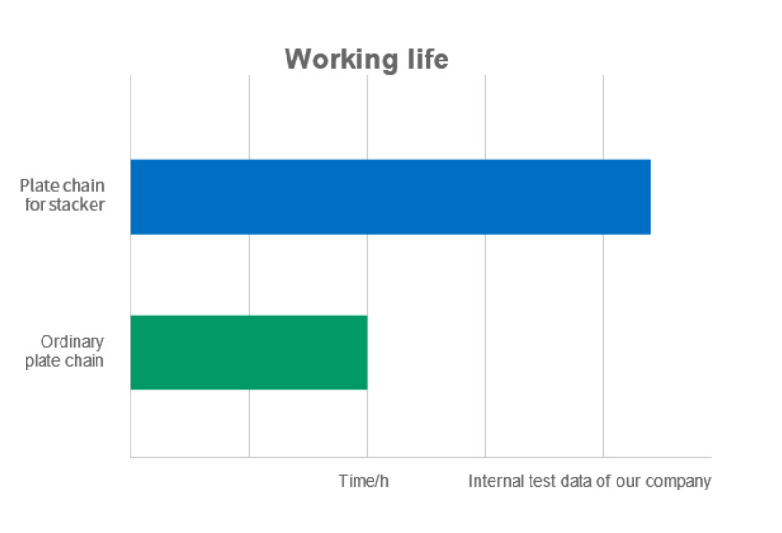 Working life
Plate chain
for stacker
Ordinary
plate chain
Time/h
Internal test data of our company